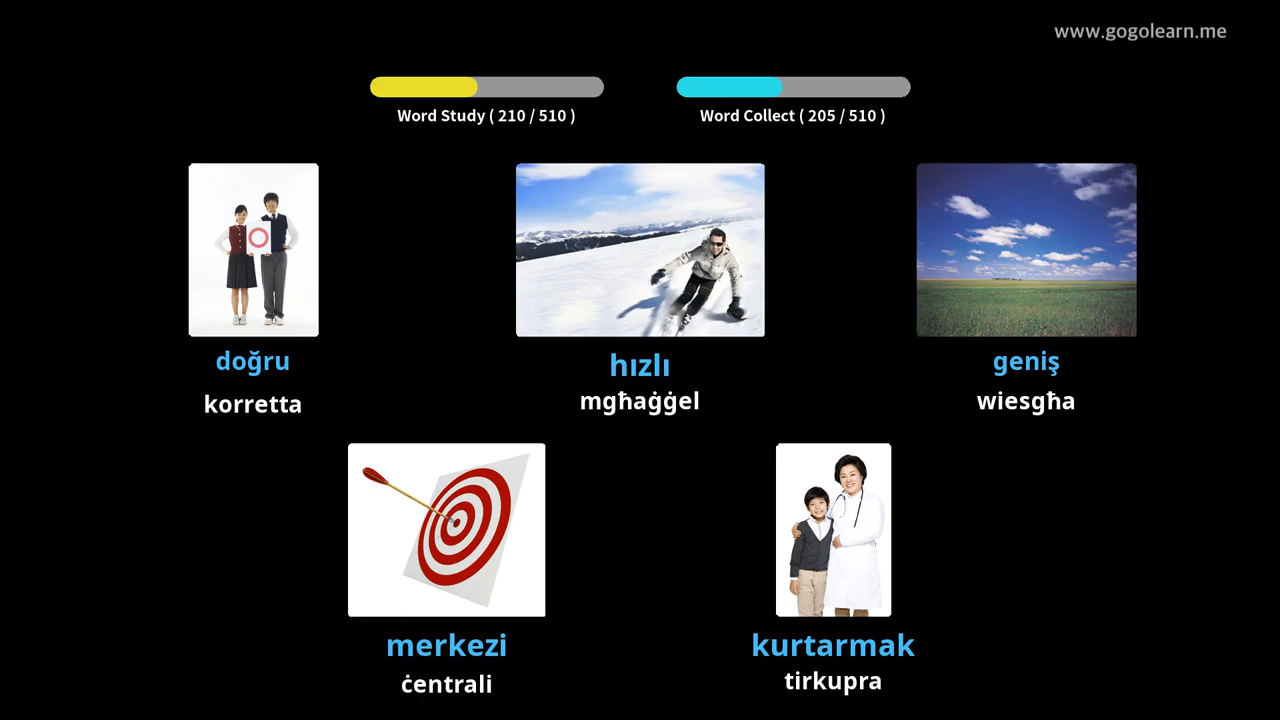 www.gogolearn.me
Word Study ( 210 / 510 )
Word Collect ( 205 / 510 )
doğru
korretta
hızlı
mgħaġġel
geniş
wiesgħa
merkezi
ċentrali
kurtarmak
tirkupra